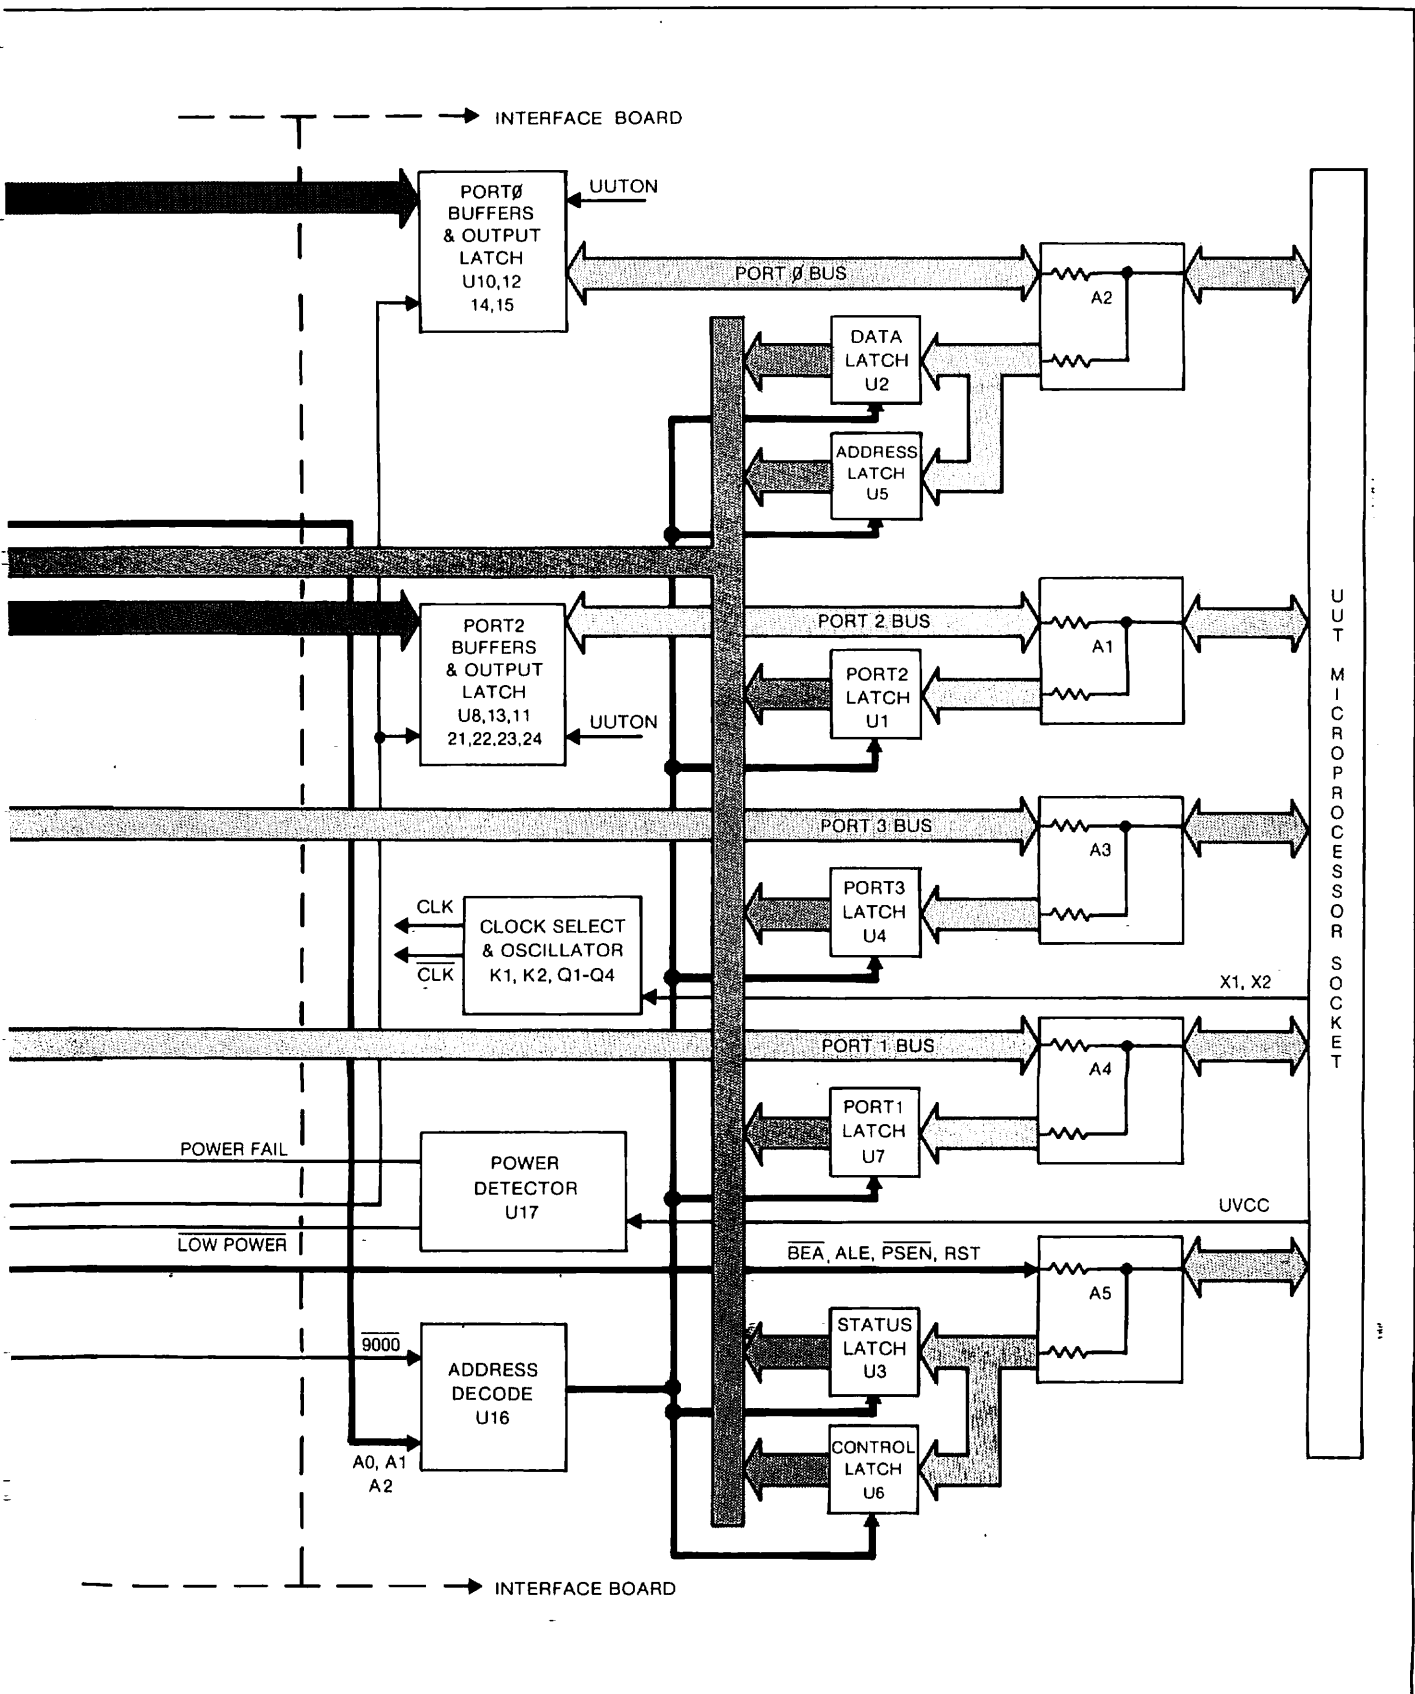 INTERFACE BOARD
PORTØ
BUFFERS
& OUTPUT
LATCH
U10,12
14,15
UUTON
PORT Ø BUS
A2
DATA
LATCH
U2
ADDRESS
LATCH
U5
PORT2
BUFFERS
& OUTPUT
LATCH
U8,13,11
21,22,23,24
UUTON
PORT 2 BUS
A1
PORT2
LATCH
U1
PORT 3 BUS
A3
PORT3
LATCH
U4
CLK
CLK
CLOCK SELECT
& OSCILLATOR
K1, K2, Q1-Q4
X1, X2
PORT 1 BUS
A4
PORT1
LATCH
U7
POWER FAIL
LOW POWER
POWER
DETECTOR
U17
UVCC
BEA, ALE, PSEN, RST
A5
STATUS
LATCH
U3
9000
ADDRESS
DECODE
U16
A0, A1
A2
CONTROL
LATCH
U6
UUT MICROPROCESSOR SOCKET
INTERFACE BOARD